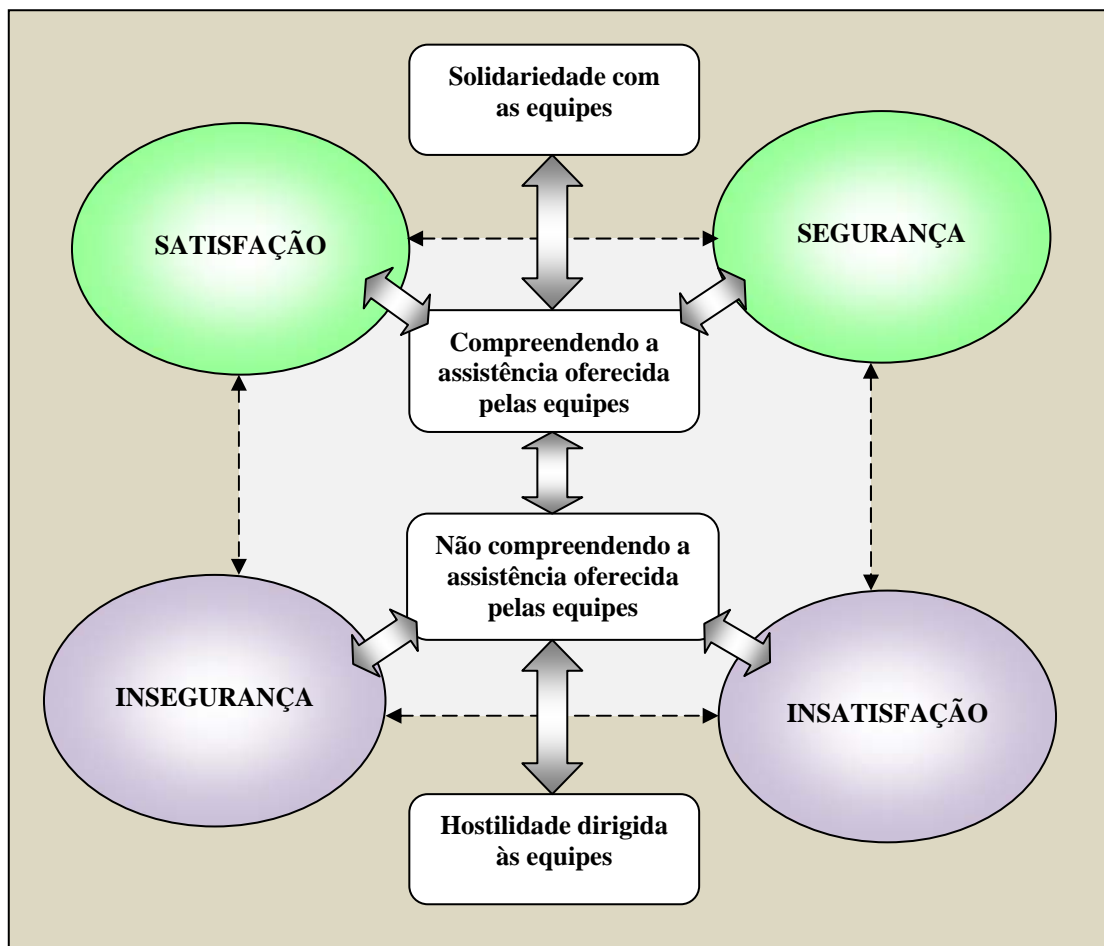 Solidariedade com
as equipes
SATISFAÇÃO
SEGURANÇA
Compreendendo a
assistência oferecida
pelas equipes
Não compreendendo a
assistência oferecida
pelas equipes
INSEGURANÇA
INSATISFAÇÃO
Hostilidade dirigida
às equipes